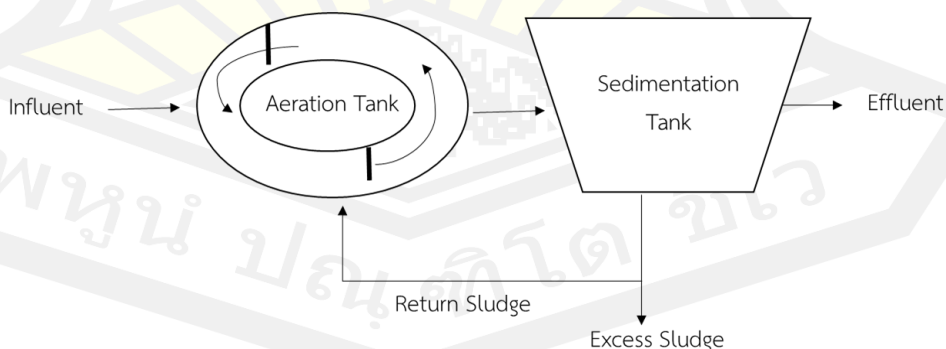 Influent
Aeration Tank
Sedimentation
Tank
Effluent
Return Sludge
Excess Sludge